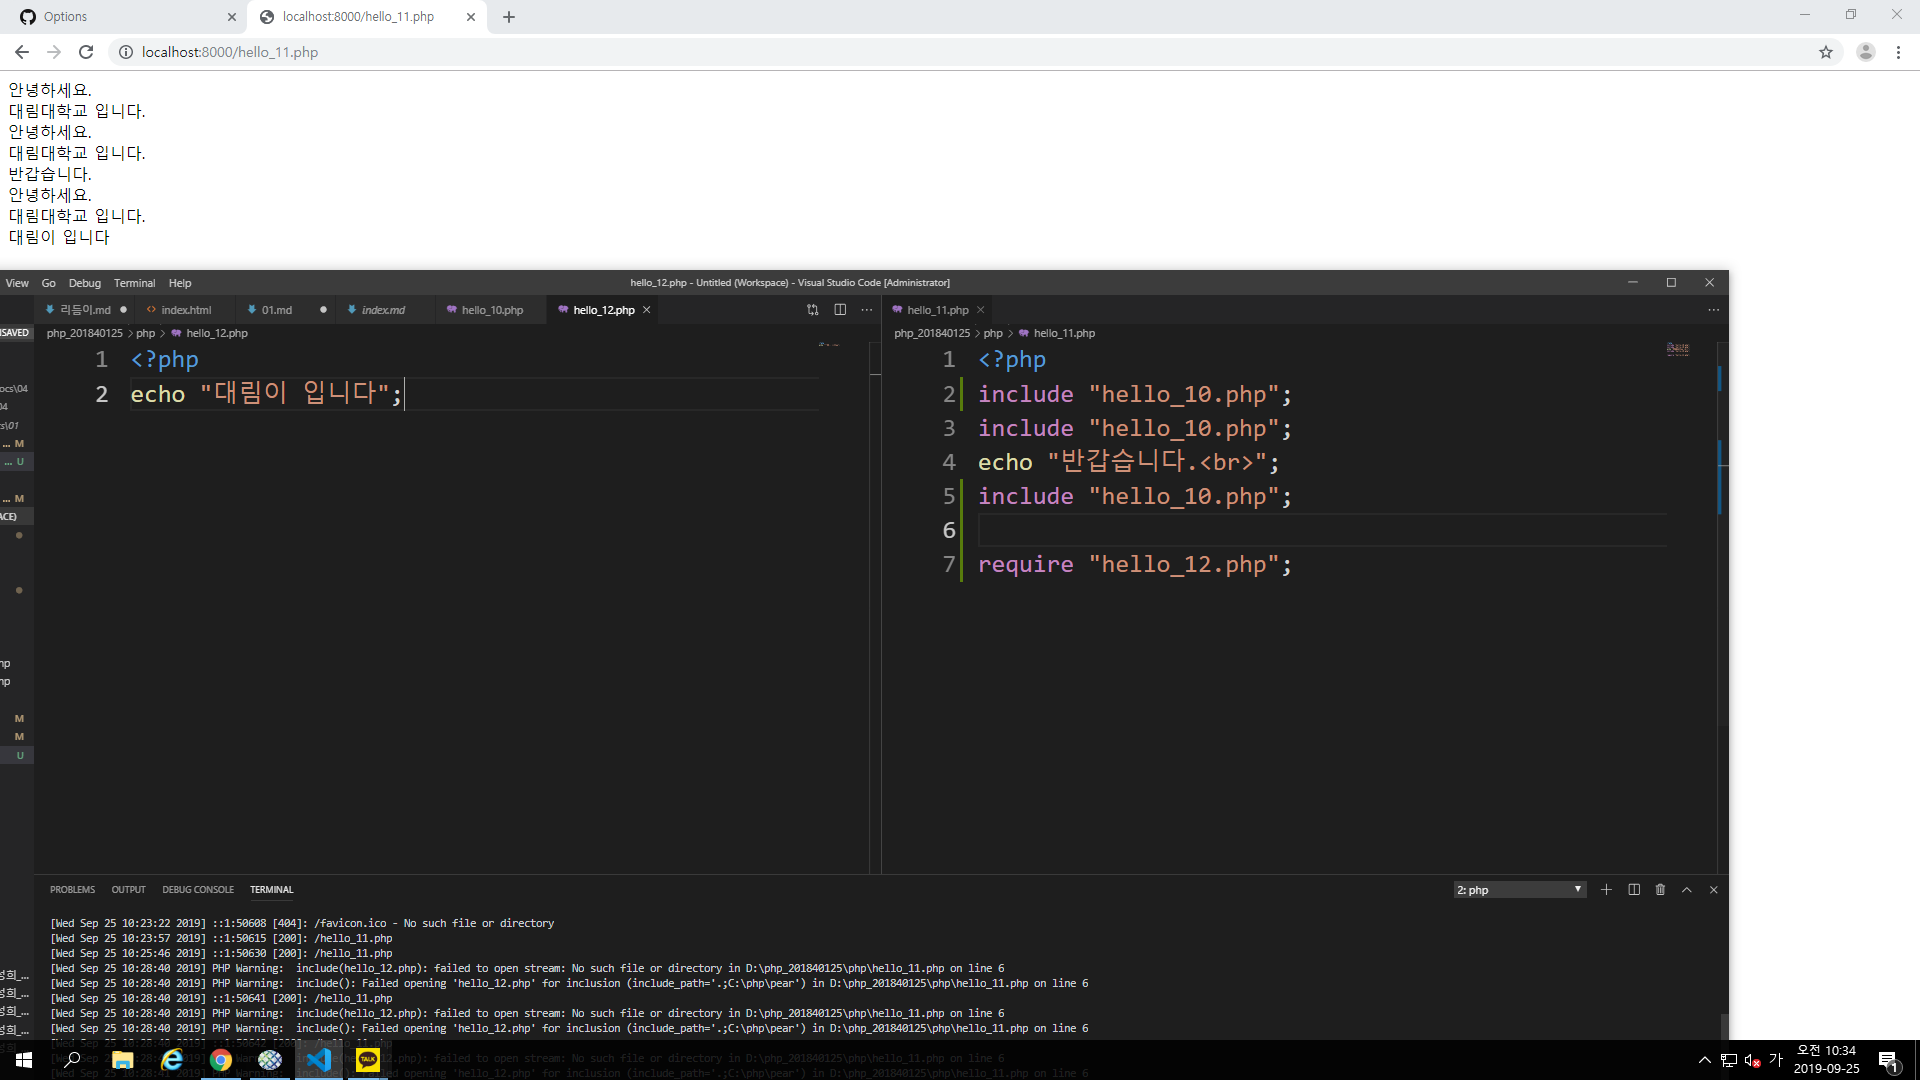 Options
localhost:8000/hello_11.php
localhost:8000/hello_11.php
안녕하세요.
대림대학교 입니다.
안녕하세요.
대림대학교 입니다.
반갑습니다.
안녕하세요.
대림대학교 입니다.
대림이 입니다
View Go Debug Terminal Help
hello_12.php - Untitled (Workspace) - Visual Studio Code [Administrator]
리듬이.md index.html 01.md index.md hello_10.php hello_12.php
hello_11.php
php_201840125 > php > hello_12.php
php_201840125 > php > hello_11.php
1 <?php
2 echo "대림이 입니다";
1 <?php
2 include "hello_10.php";
3 include "hello_10.php";
4 echo "반갑습니다.<br>";
5 include "hello_10.php";
6
7 require "hello_12.php";
... M
... U
... M
M
M
U
PROBLEMS OUTPUT DEBUG CONSOLE TERMINAL
2: php
[Wed Sep 25 10:23:22 2019] ::1:50608 [404]: /favicon.ico - No such file or directory
[Wed Sep 25 10:23:57 2019] ::1:50615 [200]: /hello_11.php
[Wed Sep 25 10:25:46 2019] ::1:50630 [200]: /hello_11.php
[Wed Sep 25 10:28:40 2019] PHP Warning:  include(hello_12.php): failed to open stream: No such file or directory in D:\php_201840125\php\hello_11.php on line 6
[Wed Sep 25 10:28:40 2019] PHP Warning:  include(): Failed opening 'hello_12.php' for inclusion (include_path='.;C:\php\pear') in D:\php_201840125\php\hello_11.php on line 6
[Wed Sep 25 10:28:40 2019] ::1:50641 [200]: /hello_11.php
[Wed Sep 25 10:28:40 2019] PHP Warning:  include(hello_12.php): failed to open stream: No such file or directory in D:\php_201840125\php\hello_11.php on line 6
[Wed Sep 25 10:28:40 2019] PHP Warning:  include(): Failed opening 'hello_12.php' for inclusion (include_path='.;C:\php\pear') in D:\php_201840125\php\hello_11.php on line 6
TALK
가
오전 10:34
2019-09-25
1